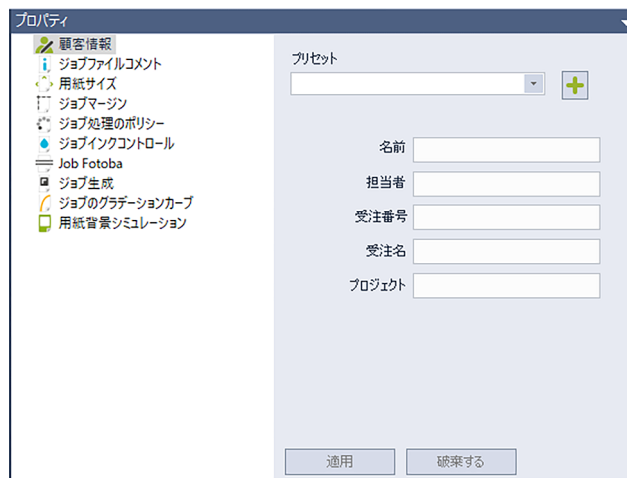 プロパティ
顧客情報
ジョブファイルコメント
用紙サイズ
ジョブマージン
ジョブ処理のポリシー
ジョブインクコントロール
Job Fotoba
ジョブ生成
ジョブのグラデーションカーブ
用紙背景シミュレーション
プリセット
名前
担当者
受注番号
受注名
プロジェクト
適用
破棄する